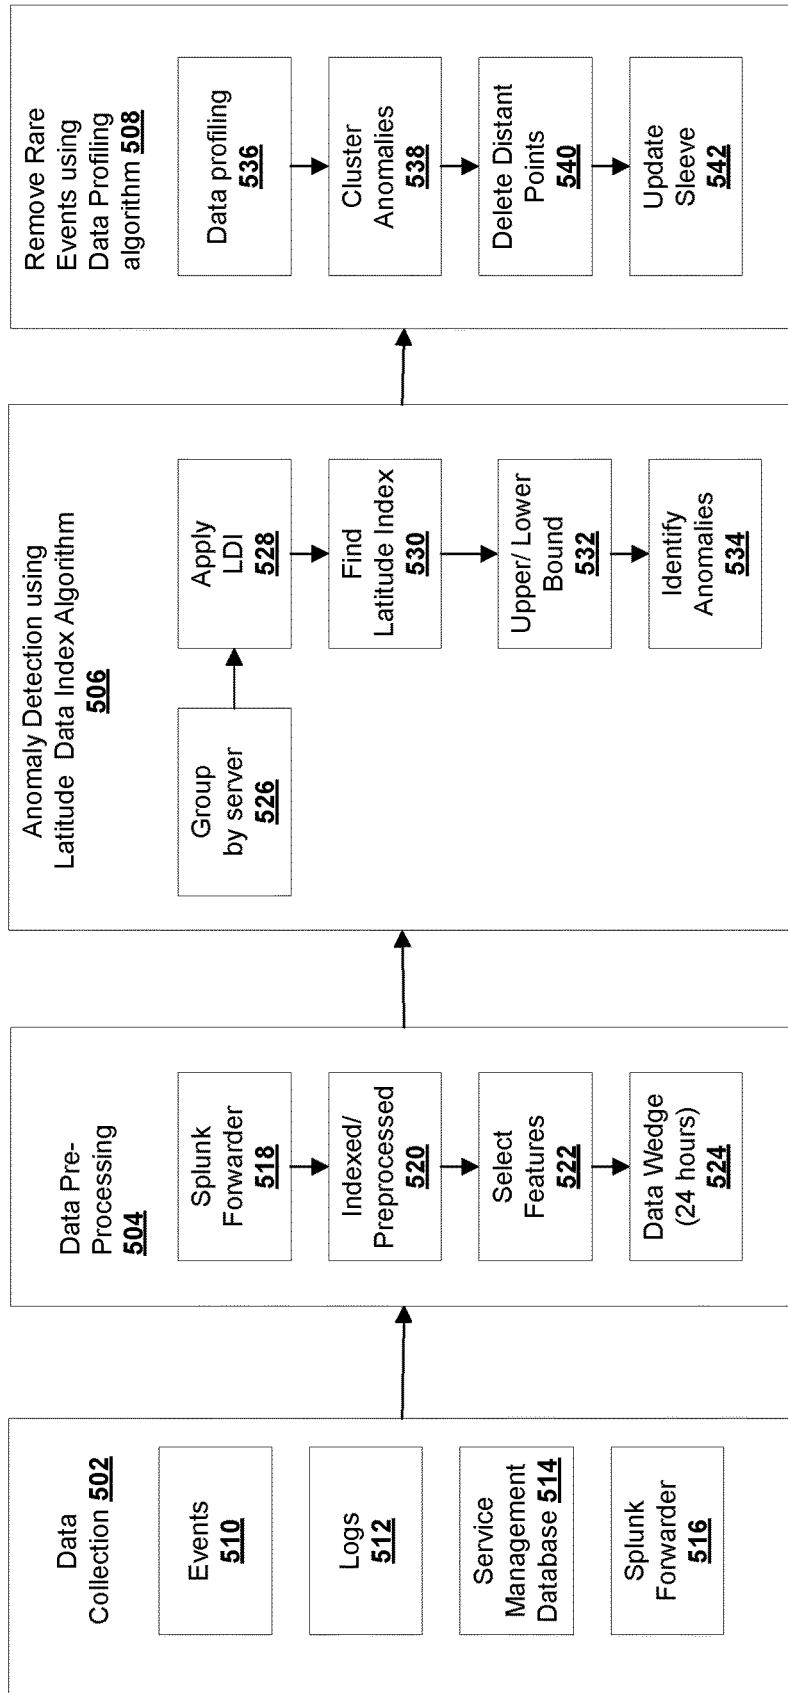 Data
Collection 502
Events
510
Logs
512
Service
Management
Database 514
Splunk
Forwarder
516
Data Pre-
Processing
504
Splunk
Forwarder
518
Indexed/
Preprocessed
520
Select
Features
522
Data Wedge
(24 hours)
524
Anomaly Detection using
Latitude Data Index Algorithm
506
Group
by server
526
Apply
LDI
528
Find
Latitude Index
530
Upper/ Lower
Bound
532
Identify
Anomalies
534
Remove Rare
Events using
Data Profiling
algorithm 508
Data profiling
536
Cluster
Anomalies
538
Delete Distant
Points
540
Update
Sleeve
542